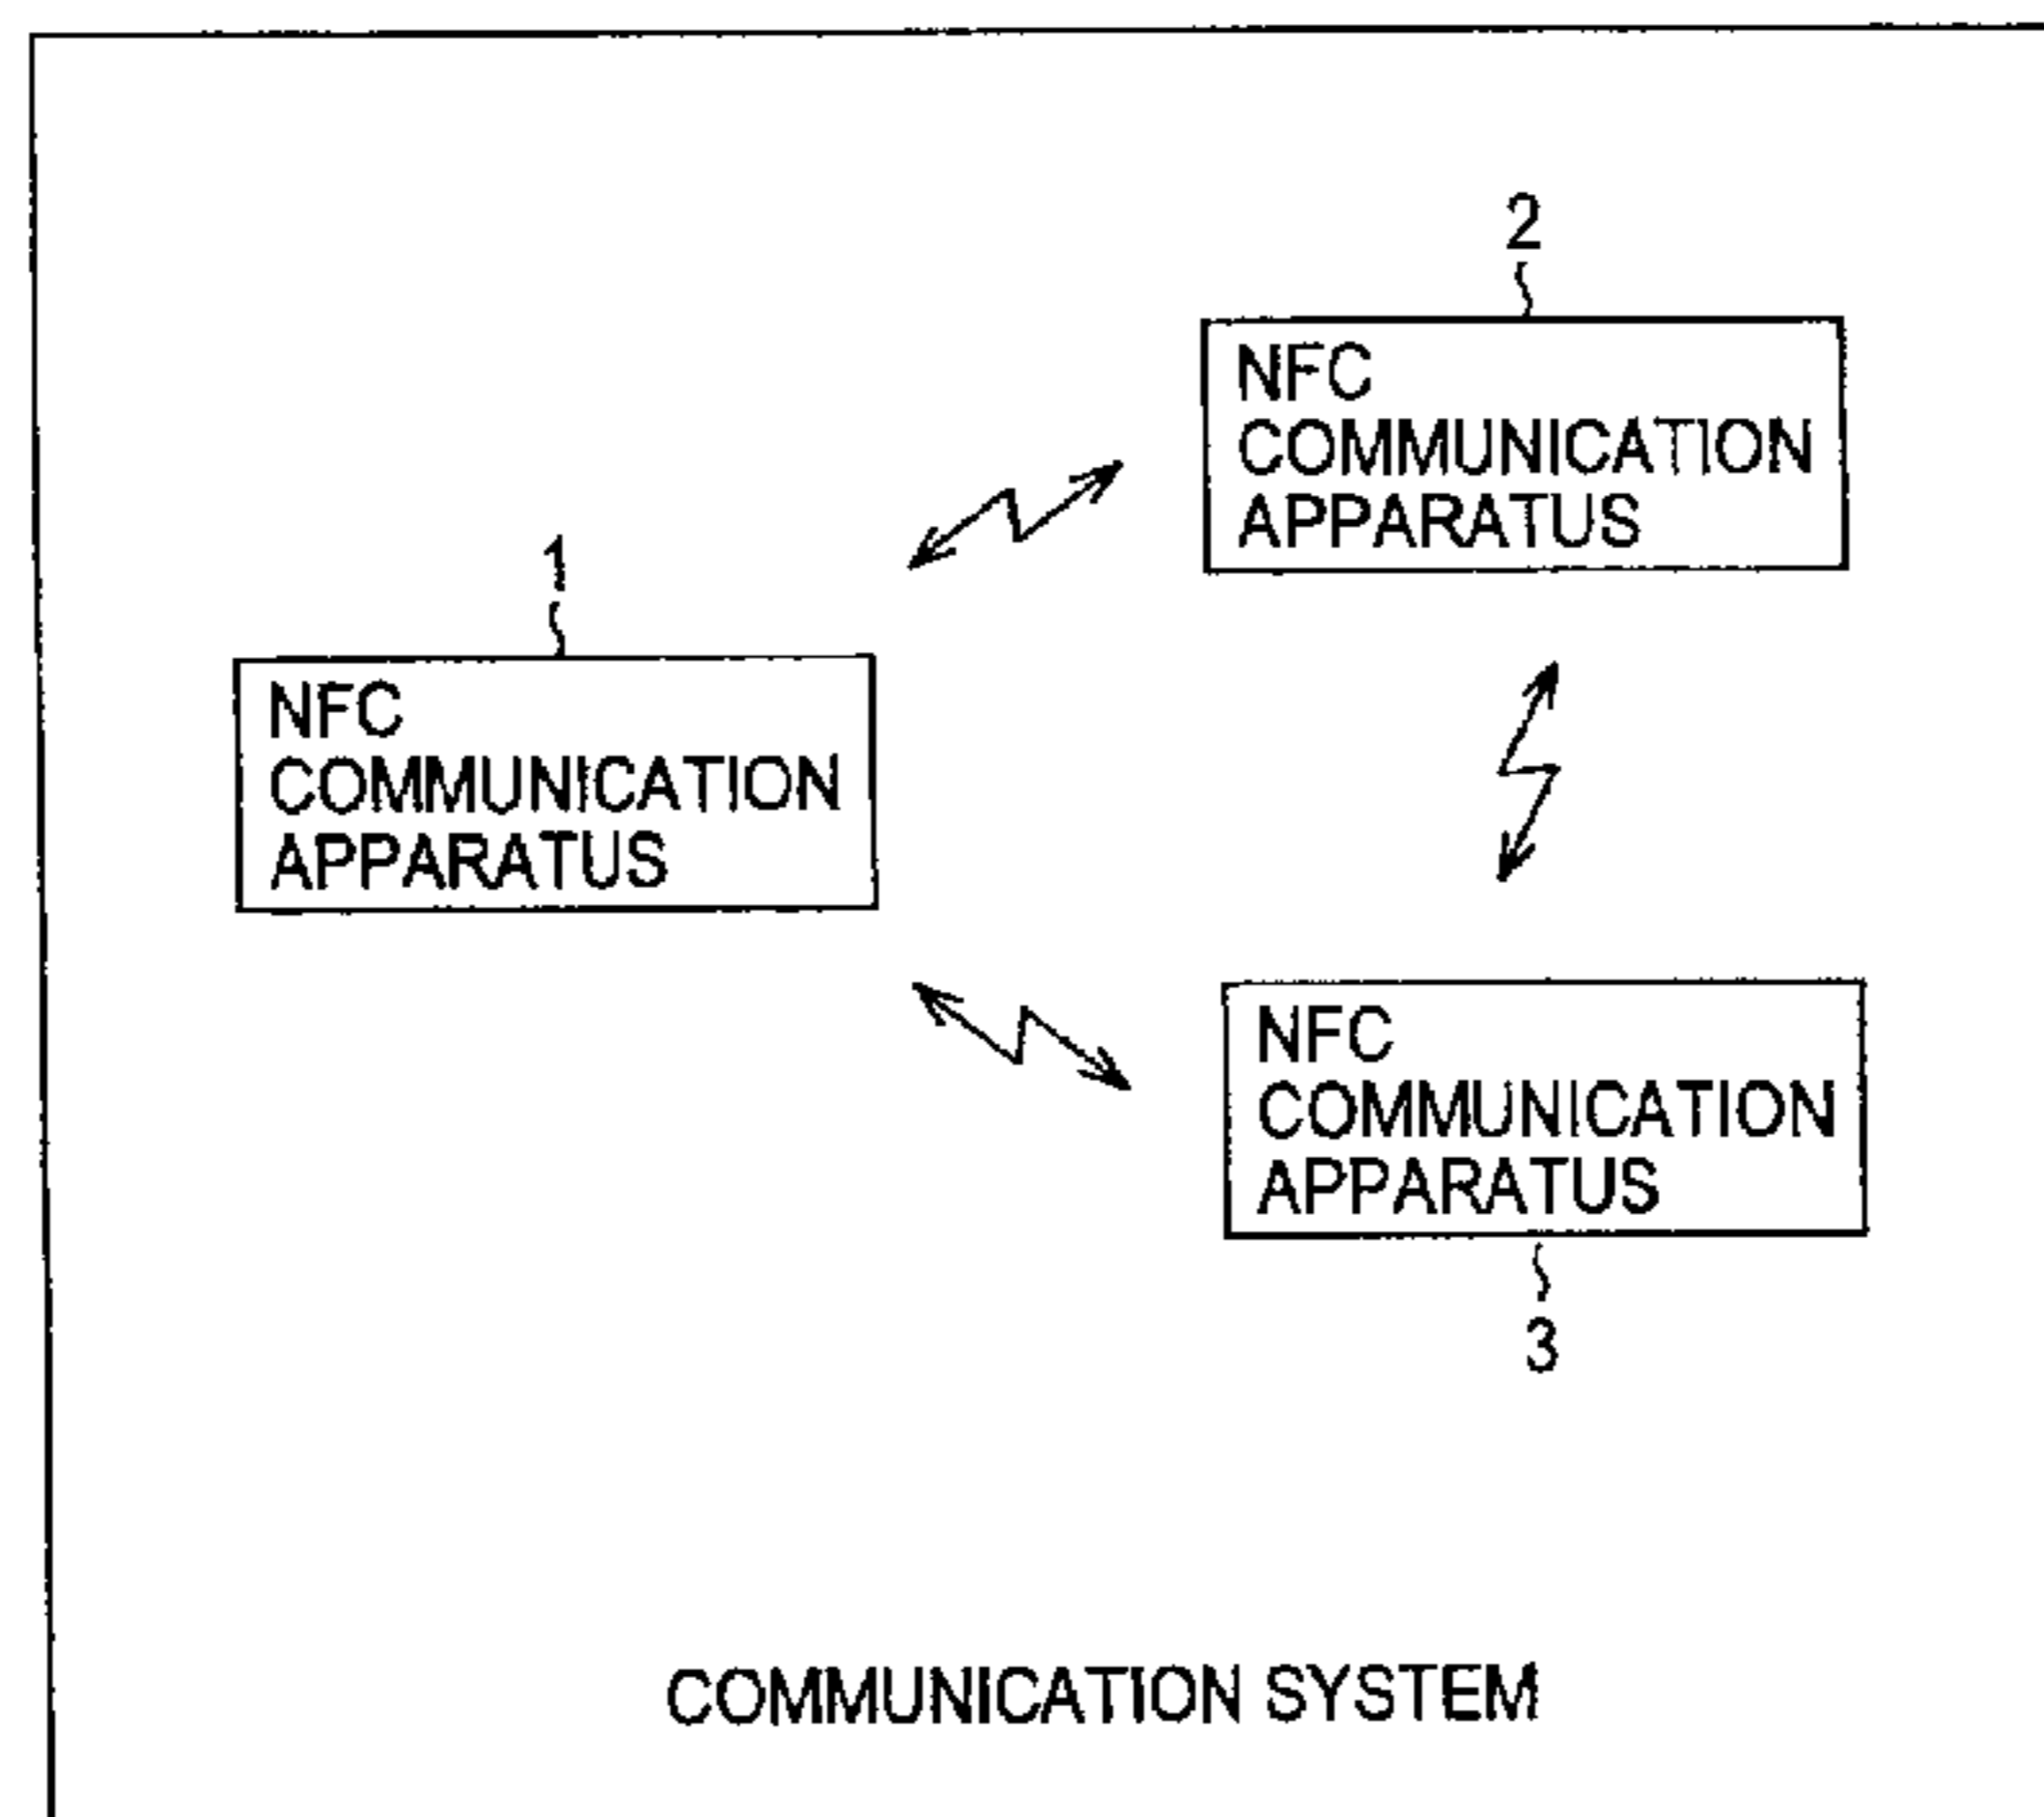 2
NFC
COMMUNICATION
APPARATUS
1
NFC
COMMUNICATION
APPARATUS
NFC
COMMUNICATION
APPARATUS
3
COMMUNICATION SYSTEM